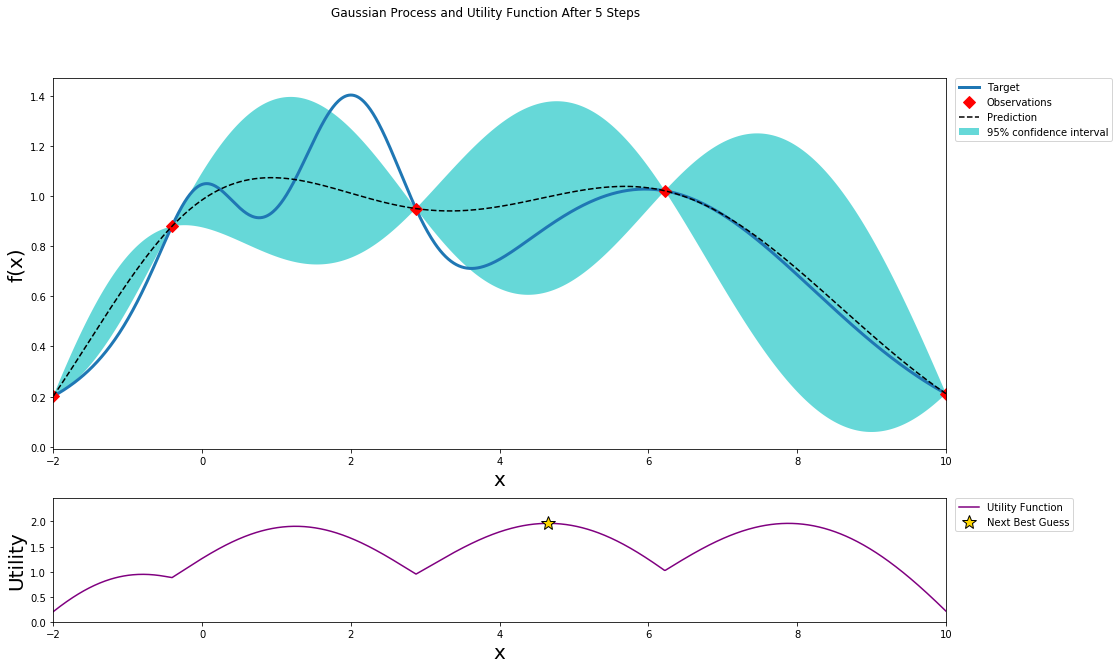 Gaussian Process and Utility Function After 5 Steps
1.4
1.2
1.0
0.8
0.6
0.4
0.2
0.0
f(x)
−2 0 2 4 6 8 10
x
Target
Observations
Prediction
95% confidence interval
2.0
1.5
1.0
0.5
0.0
Utility
−2 0 2 4 6 8 10
x
Utility Function
Next Best Guess